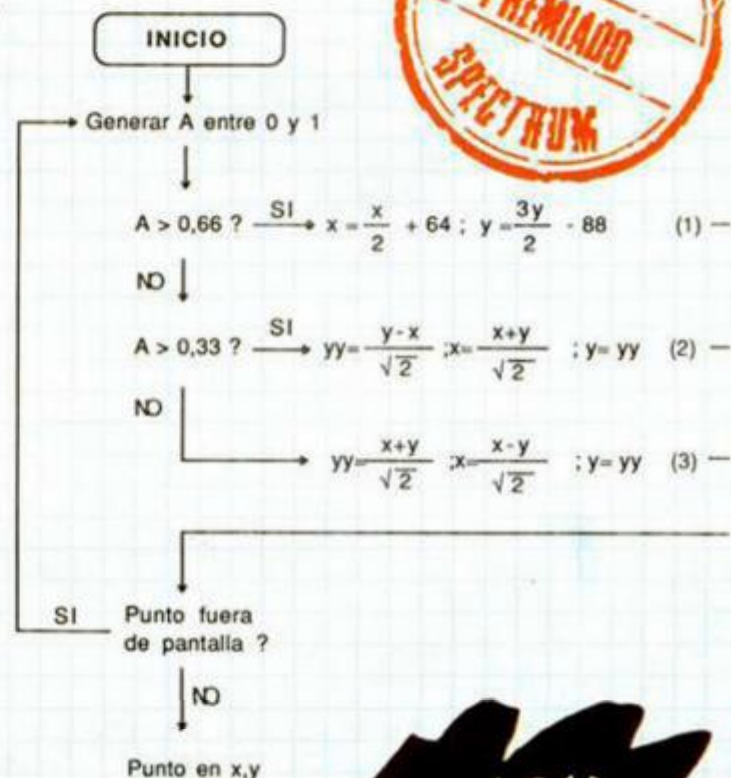 PREMIADO
SPECTRUM
INICIO
Generar A entre 0 y 1
A > 0,66 ? SI x = x/2 + 64 ; y = 3y/2 - 88 (1)
NO
A > 0,33 ? SI yy= y-x/√2 ;x= x+y/√2 ; y= yy (2)
NO
yy= x+y/√2 ;x= x-y/√2 ; y= yy (3)
SI Punto fuera
de pantalla ?
NO
Punto en x,y